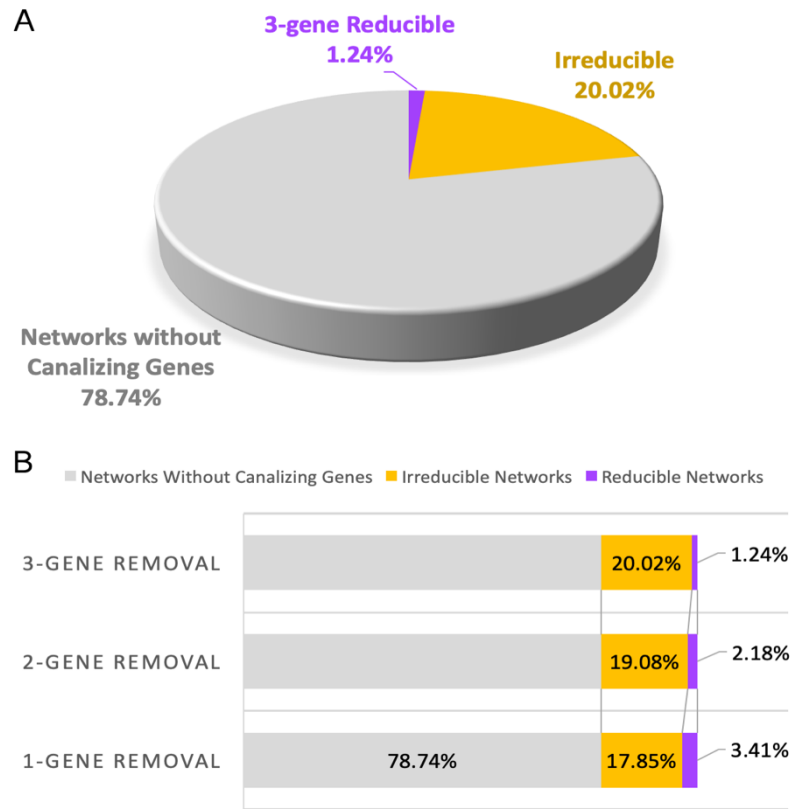 A
3-gene Reducible
1.24%
Irreducible
20.02%
Networks without
Canalizing Genes
78.74%
B
Networks Without Canalizing Genes Irreducible Networks Reducible Networks
3-GENE REMOVAL 20.02% 1.24%
2-GENE REMOVAL 19.08% 2.18%
1-GENE REMOVAL 78.74% 17.85% 3.41%